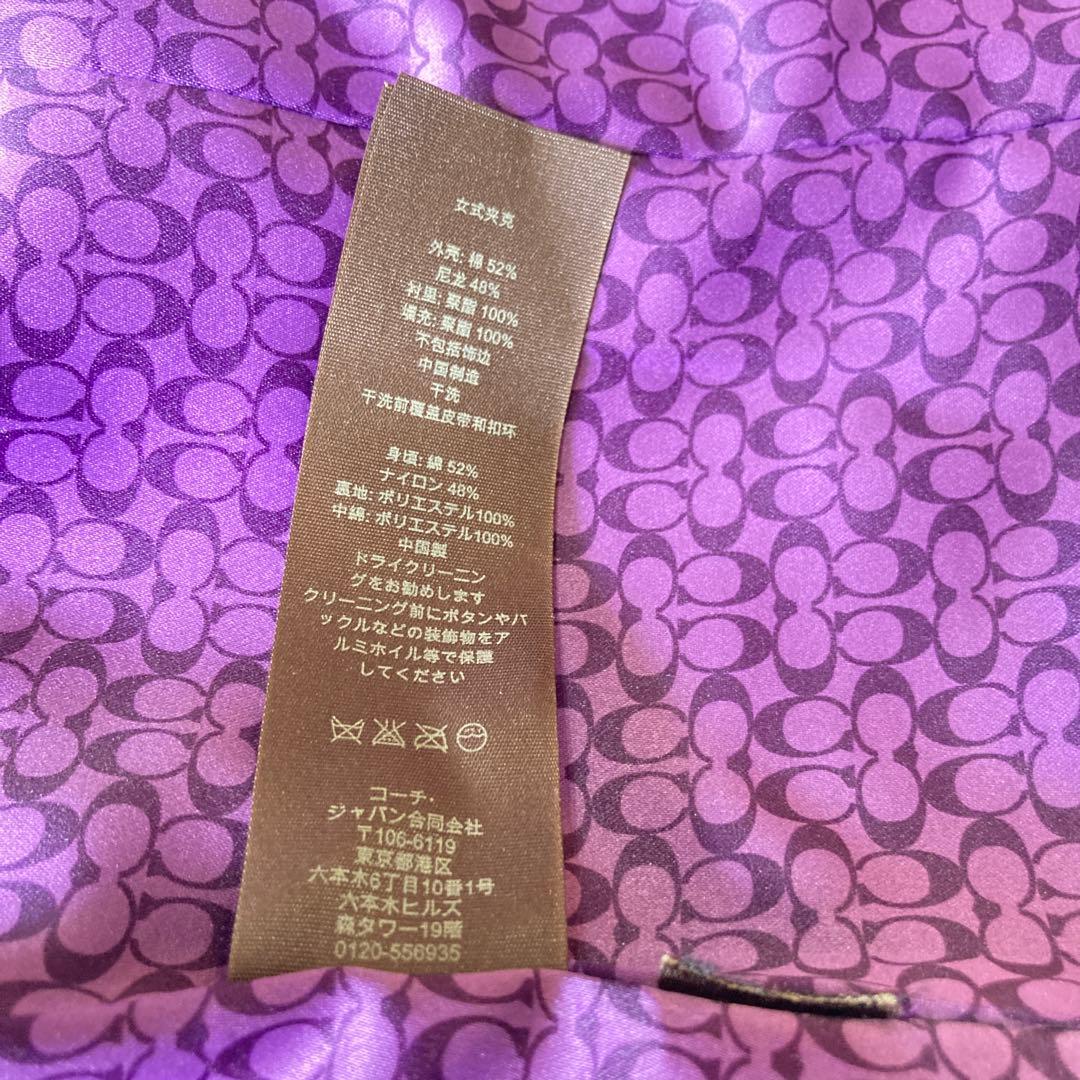 女式夹克
外壳: 綿 52%
尼龙 48%
衬里: 聚酯 100%
填充: 聚酯 100%
不包括饰边
中国制造
干洗
干洗前覆盖皮带和扣环
身頃: 綿 52%
ナイロン 48%
裏地: ポリエステル100%
中綿: ポリエステル100%
中国製
ドライクリーニン
グをお勧めします
クリーニング前にボタンやバ
ックルなどの装飾物をア
ルミホイル等で保護
してください
コーチ・
ジャパン合同会社
〒106-6119
東京都港区
六本木6丁目10番1号
六本木ヒルズ
森タワー19階
0120-556935